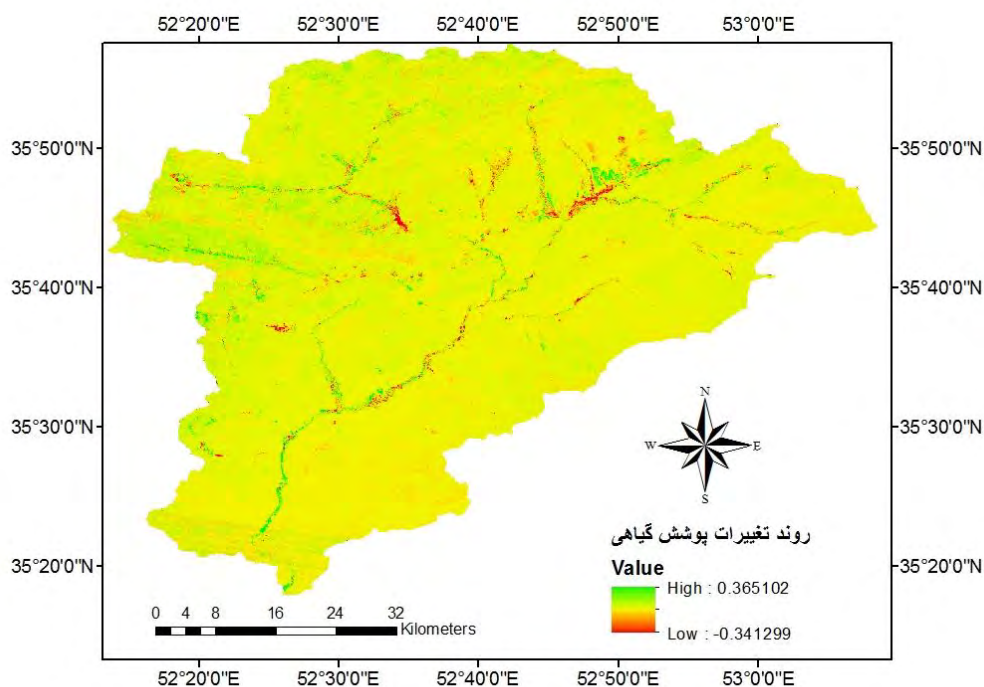 52°20'0"E 52°30'0"E 52°40'0"E 52°50'0"E 53°0'0"E
35°50'0"N 35°50'0"N
35°40'0"N 35°40'0"N
35°30'0"N 35°30'0"N
35°20'0"N 35°20'0"N
N
W E
S
روند تغییرات پوشش گیاهی
Value
High : 0.365102
Low : -0.341299
0 4 8 16 24 32
Kilometers
52°20'0"E 52°30'0"E 52°40'0"E 52°50'0"E 53°0'0"E